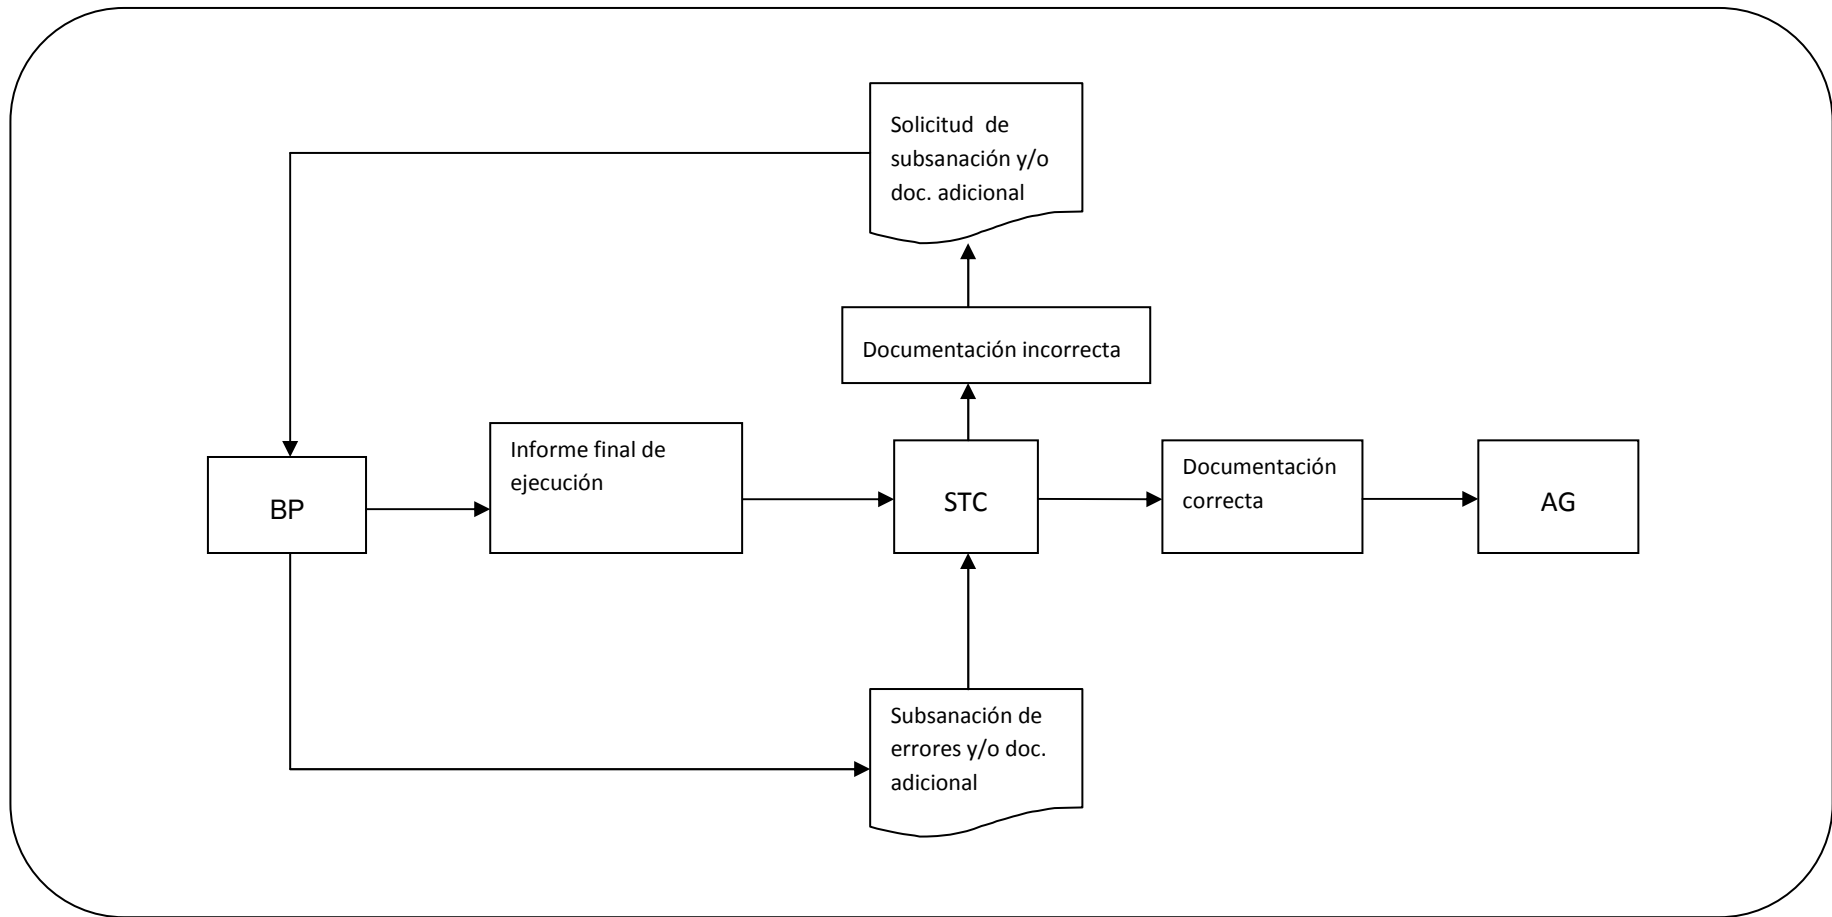 Solicitud de
subsanación y/o
doc. adicional
Documentación incorrecta
BP
Informe final de
ejecución
STC
Documentación
correcta
AG
Subsanación de
errores y/o doc.
adicional